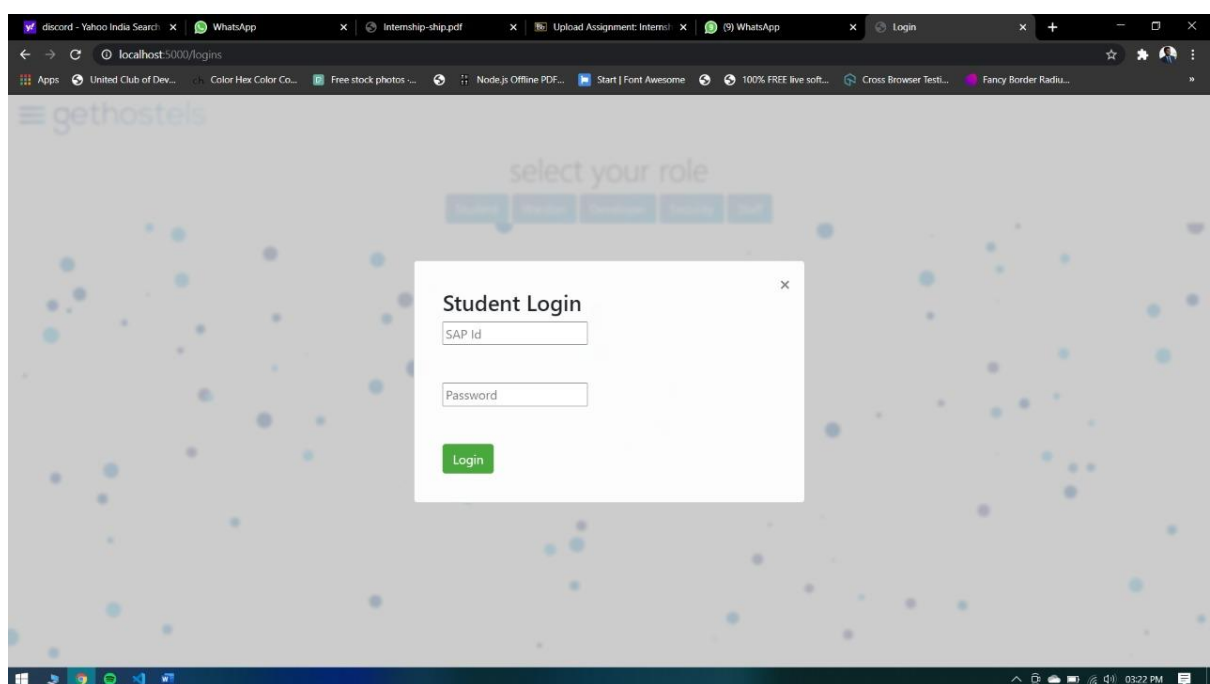 discord - Yahoo India Search
WhatsApp
Internship-ship.pdf
Upload Assignment: Internsh
(9) WhatsApp
Login
localhost:5000/logins
Apps
United Club of Dev...
Color Hex Color Co...
Free stock photos -...
Node.js Offline PDF...
Start | Font Awesome
100% FREE live soft...
Cross Browser Testi...
Fancy Border Radiu...
»
gethostels
select your role
Student
Student Login
SAP Id
Password
Login
03:22 PM